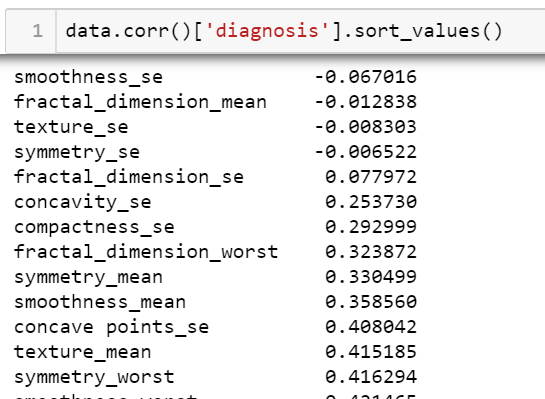 1 data.corr()['diagnosis'].sort_values()
smoothness_se -0.067016
fractal_dimension_mean -0.012838
texture_se -0.008303
symmetry_se -0.006522
fractal_dimension_se 0.077972
concavity_se 0.253730
compactness_se 0.292999
fractal_dimension_worst 0.323872
symmetry_mean 0.330499
smoothness_mean 0.358560
concave points_se 0.408042
texture_mean 0.415185
symmetry_worst 0.416294